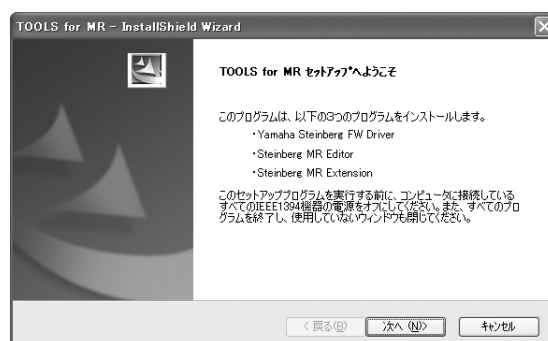 TOOLS for MR - InstallShield Wizard
TOOLS for MR セットアップへようこそ
このプログラムは、以下の3つのプログラムをインストールします。
・Yamaha Steinberg FW Driver
・Steinberg MR Editor
・Steinberg MR Extension
このセットアッププログラムを実行する前に、コンピュータに接続している
すべてのIEEE1394機器の電源をオフにしてください。また、すべてのプロ
グラムを終了し、使用していないウィンドウも閉じてください。
< 戻る(B)
次へ (N)>
キャンセル